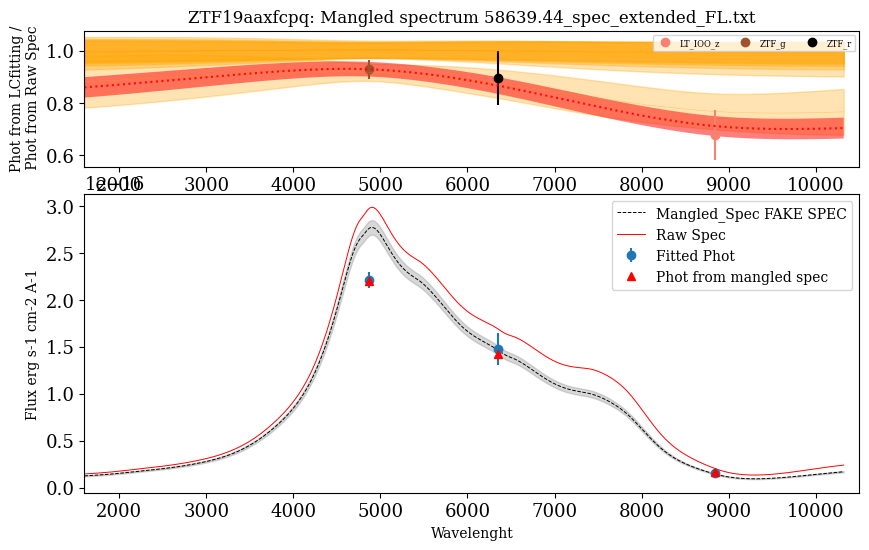 ZTF19aaxfcpq: Mangled spectrum 58639.44_spec_extended_FL.txt
Phot from LCfitting /
Phot from Raw Spec
1.0
0.8
0.6
LT_IOO_z
ZTF_g
ZTF_r
2000 3000 4000 5000 6000 7000 8000 9000 10000
1e−16
Flux erg s-1 cm-2 A-1
3.0
2.5
2.0
1.5
1.0
0.5
0.0
Mangled_Spec FAKE SPEC
Raw Spec
Fitted Phot
Phot from mangled spec
2000 3000 4000 5000 6000 7000 8000 9000 10000
Wavelenght